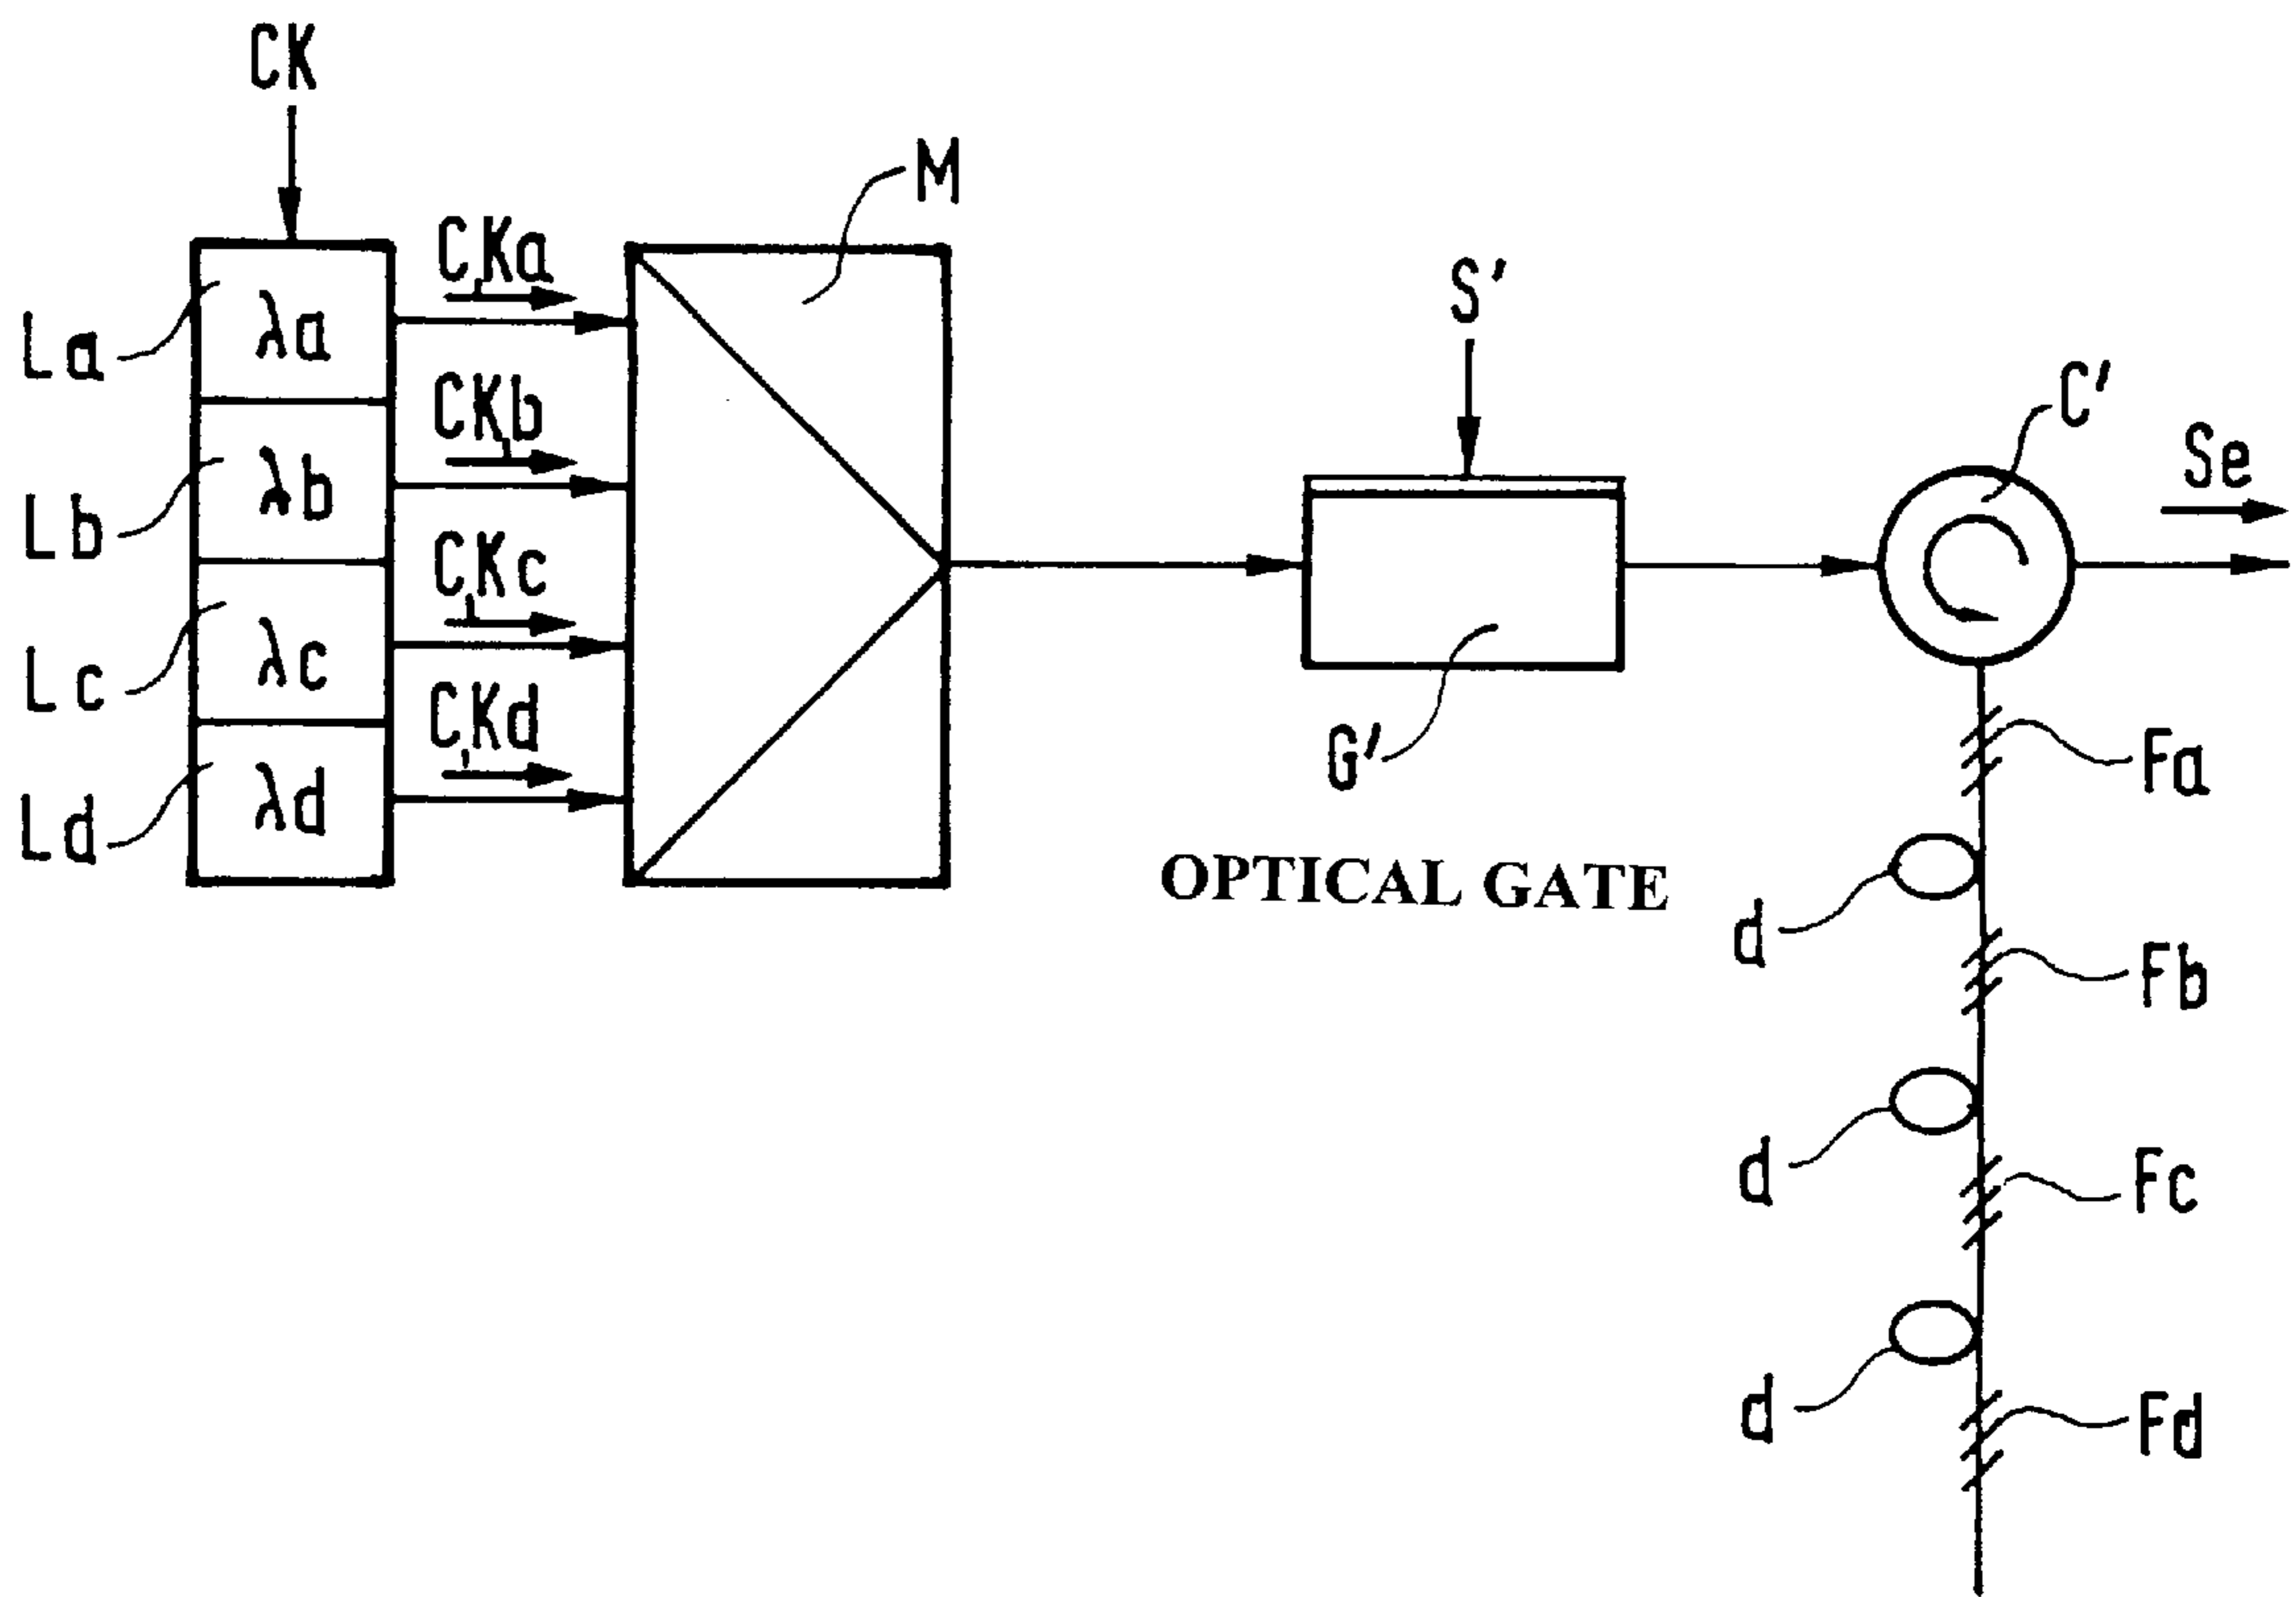 CK
M
CKa
La
λa
S'
CKb
C'
Se
Lb
λb
CKc
Lc
λc
CKd
G'
Fa
Ld
λd
OPTICAL GATE
d
Fb
d
Fc
d
Fd